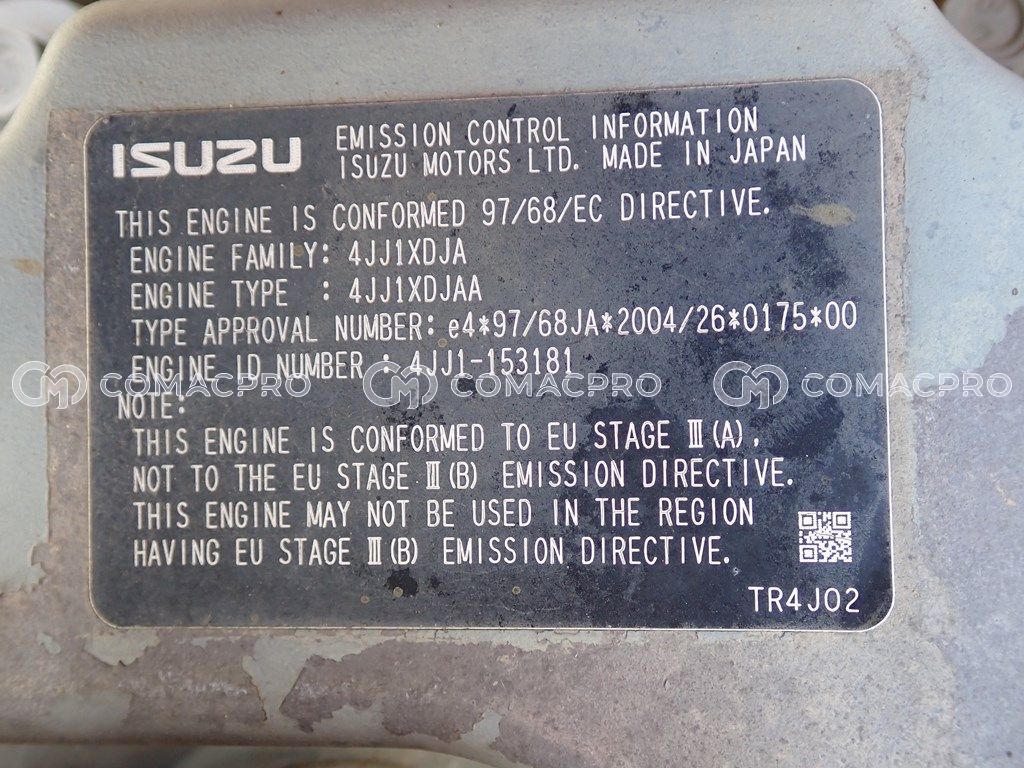 ISUZU
EMISSION CONTROL INFORMATION
ISUZU MOTORS LTD. MADE IN JAPAN
THIS ENGINE IS CONFORMED 97/68/EC DIRECTIVE.
ENGINE FAMILY: 4JJ1XDJA
ENGINE TYPE : 4JJ1XDJAA
TYPE APPROVAL NUMBER: e4*97/68JA*2004/26*0175*00
ENGINE ID NUMBER : 4JJ1-153181
COMACPRO COMACPRO COMACPRO
NOTE:
THIS ENGINE IS CONFORMED TO EU STAGE Ⅲ(A),
NOT TO THE EU STAGE Ⅲ(B) EMISSION DIRECTIVE.
THIS ENGINE MAY NOT BE USED IN THE REGION
HAVING EU STAGE Ⅲ(B) EMISSION DIRECTIVE.
TR4J02